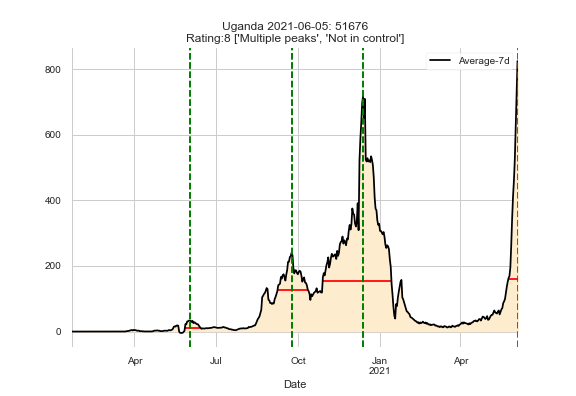 Uganda 2021-06-05: 51676
Rating:8 ['Multiple peaks', 'Not in control']
Average-7d
800
600
400
200
0
Apr
Jul
Oct
Jan
2021
Apr
Date